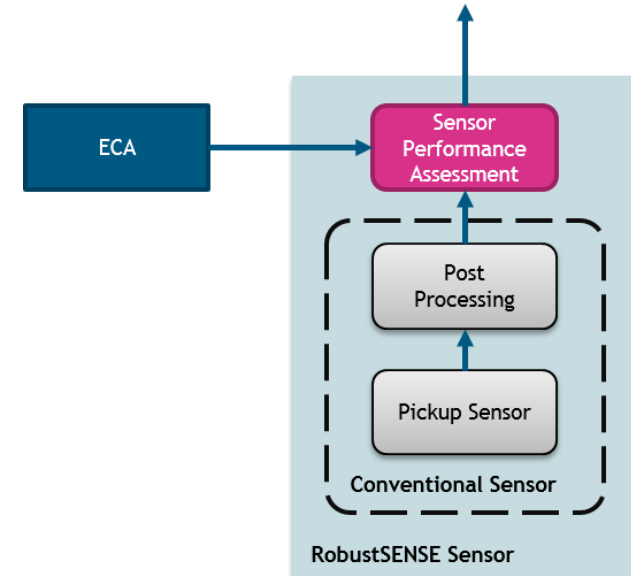 ECA
Sensor
Performance
Assessment
Post
Processing
Pickup Sensor
Conventional Sensor
RobustSENSE Sensor